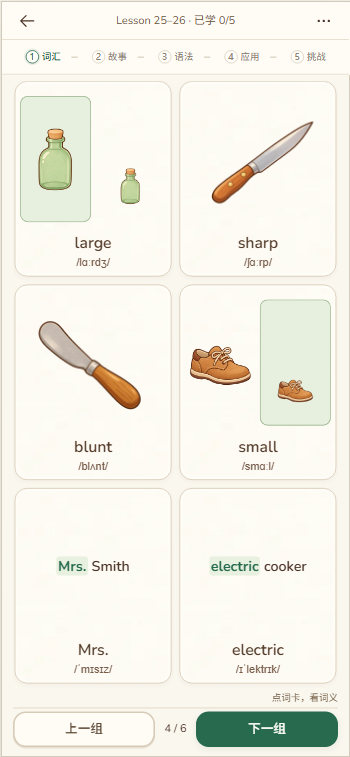 Lesson 25–26 · 已学 0/5
1 词汇 — 2 故事 — 3 语法 — 4 应用 — 5 挑战
large
/lɑːrdʒ/
sharp
/ʃɑːrp/
blunt
/blʌnt/
small
/smɑːl/
Mrs. Smith
Mrs.
/ˈmɪsɪz/
electric cooker
electric
/ɪˈlektrɪk/
点词卡，看词义
上一组
4 / 6
下一组